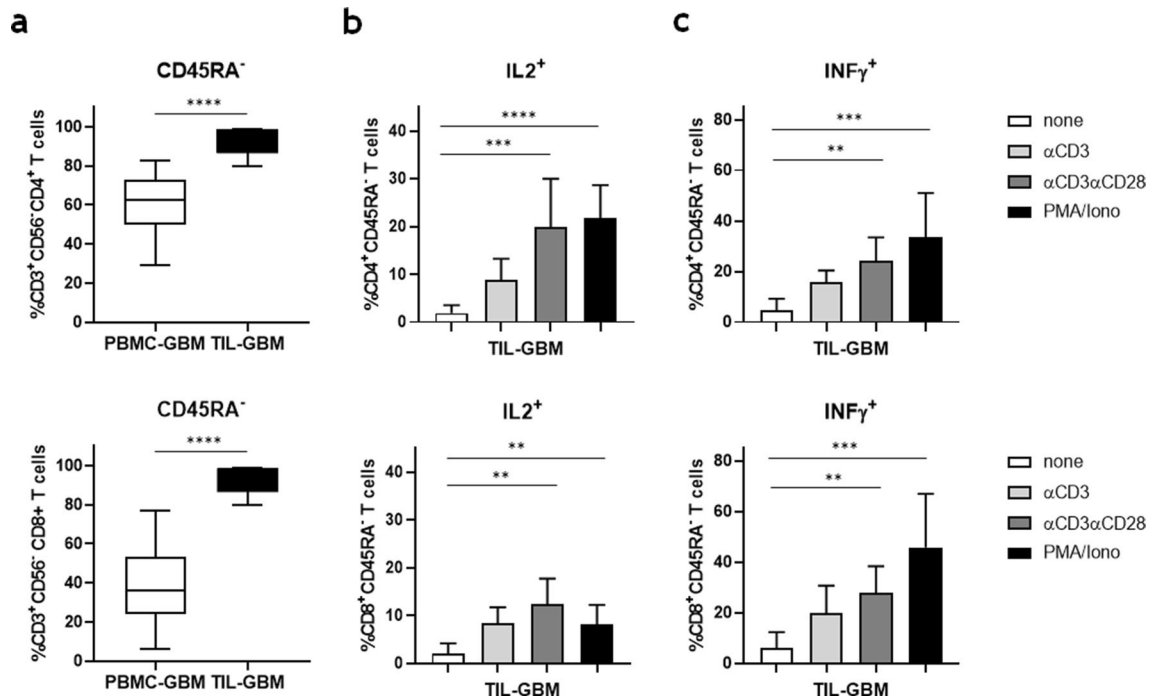 a
CD45RA⁻
%CD3⁺CD56⁻CD4⁺ T cells
100
80
60
40
20
0
****
PBMC-GBM TIL-GBM
b
IL2⁺
%CD4⁺CD45RA⁻ T cells
40
30
20
10
0
****
***
TIL-GBM
c
INFγ⁺
%CD4⁺CD45RA⁻ T cells
80
60
40
20
0
***
**
TIL-GBM
none
αCD3
αCD3αCD28
PMA/Iono
CD45RA⁻
%CD3⁺CD56⁻ CD8+ T cells
100
80
60
40
20
0
****
PBMC-GBM TIL-GBM
IL2⁺
%CD8⁺CD45RA⁻ T cells
40
30
20
10
0
**
**
TIL-GBM
INFγ⁺
%CD8⁺CD45RA⁻ T cells
80
60
40
20
0
***
**
TIL-GBM
none
αCD3
αCD3αCD28
PMA/Iono